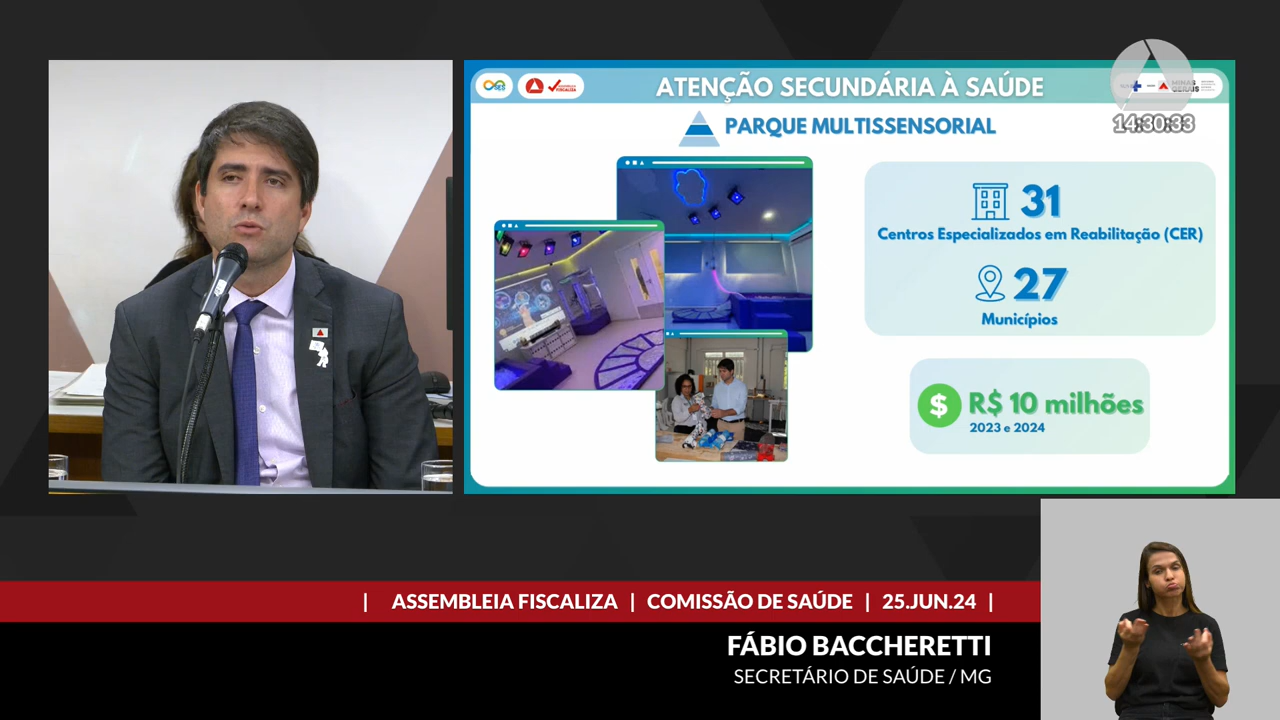 ATENÇÃO SECUNDÁRIA À SAÚDE
14:30:33
PARQUE MULTISSENSORIAL
31
Centros Especializados em Reabilitação (CER)
27
Municípios
R$ 10 milhões
2023 e 2024
| ASSEMBLEIA FISCALIZA | COMISSÃO DE SAÚDE | 25.JUN.24 |
FÁBIO BACCHERETTI
SECRETÁRIO DE SAÚDE / MG